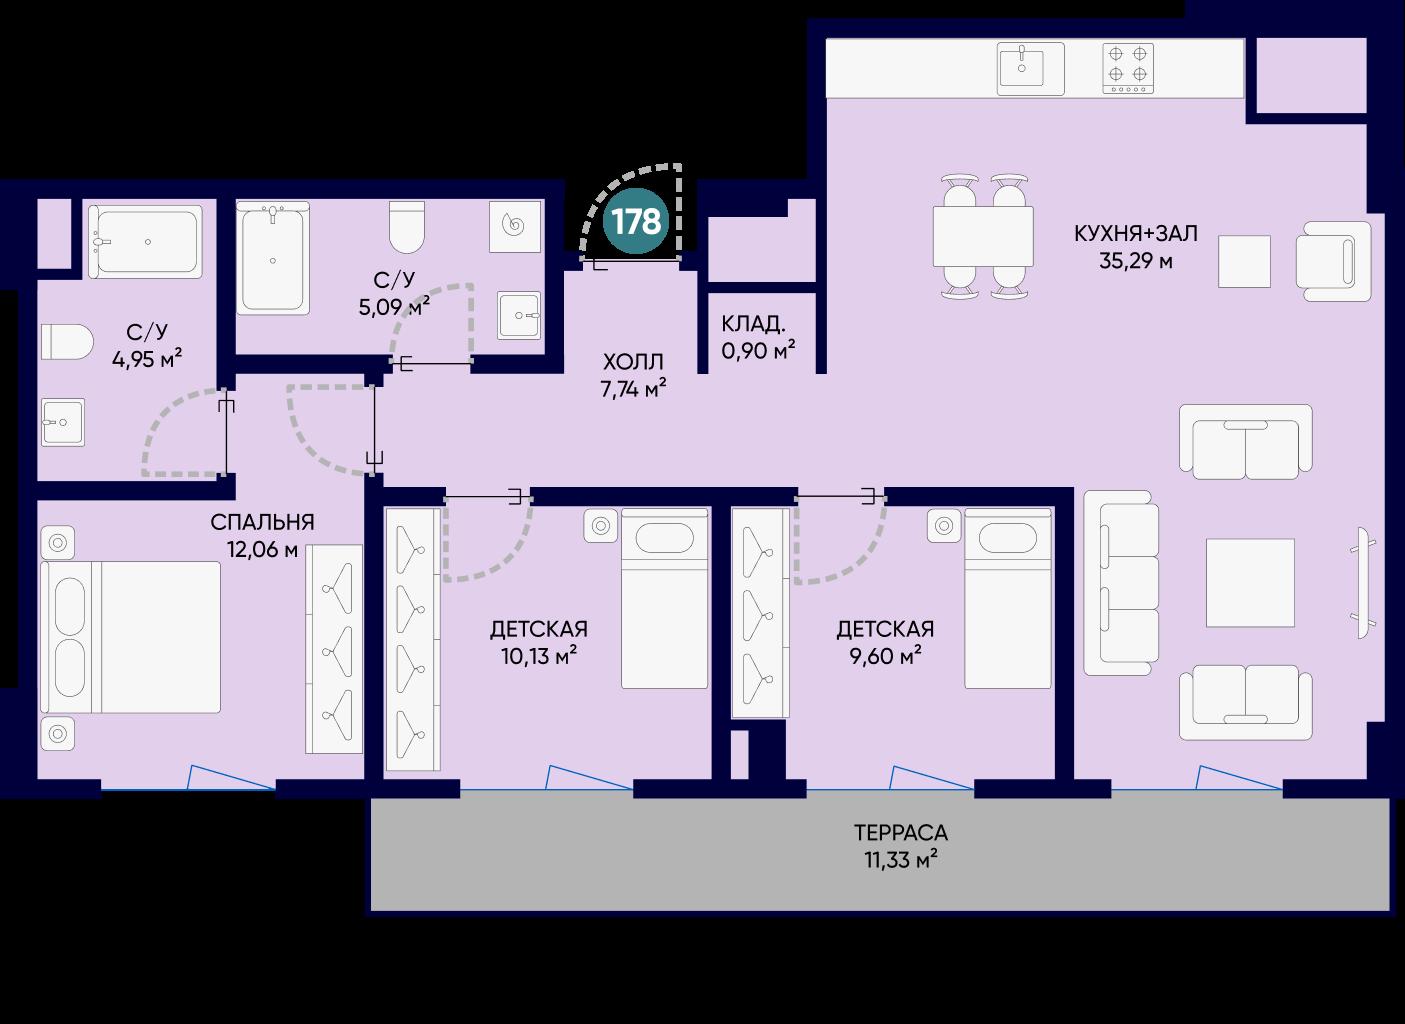 178
КУХНЯ+ЗАЛ
35,29 м
С/У
5,09 м²
С/У
4,95 м²
КЛАД.
0,90 м²
ХОЛЛ
7,74 м²
СПАЛЬНЯ
12,06 м
ДЕТСКАЯ
10,13 м²
ДЕТСКАЯ
9,60 м²
ТЕРРАСА
11,33 м²